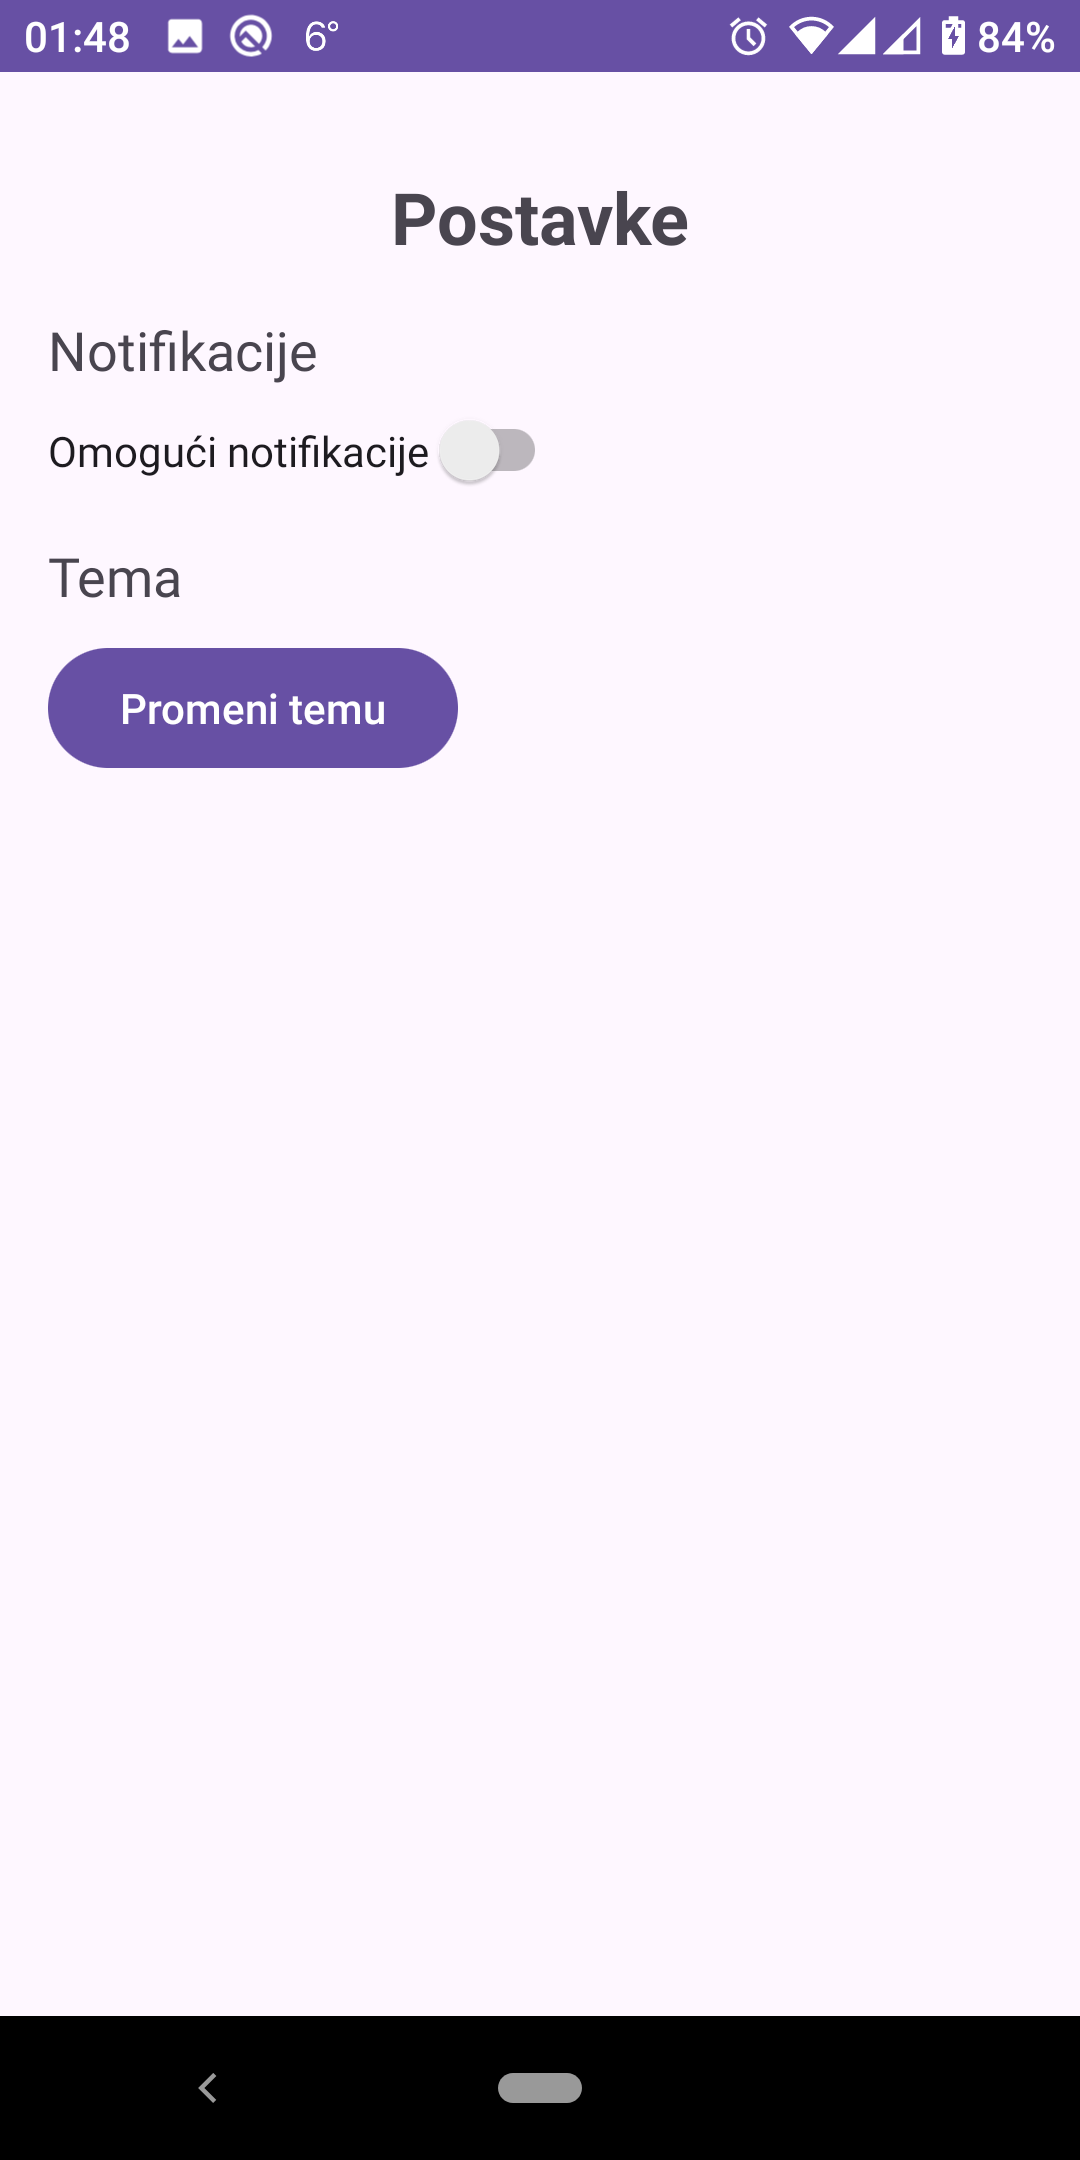 01:48 6° 84%
Postavke
Notifikacije
Omogući notifikacije
Tema
Promeni temu